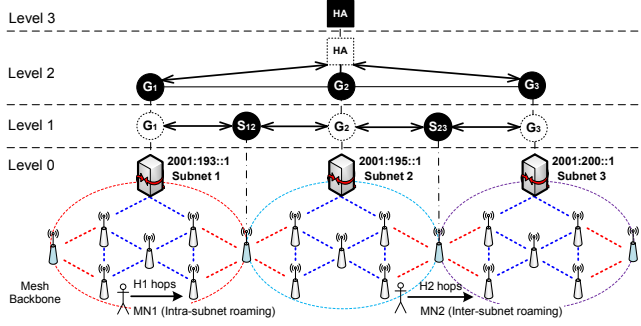 Level 3
HA
HA
Level 2
G1
G2
G3
Level 1
G1
S12
G2
S23
G3
Level 0
2001:193::1
Subnet 1
2001:195::1
Subnet 2
2001:200::1
Subnet 3
Mesh
Backbone
H1 hops
MN1 (Intra-subnet roaming)
H2 hops
MN2 (Inter-subnet roaming)